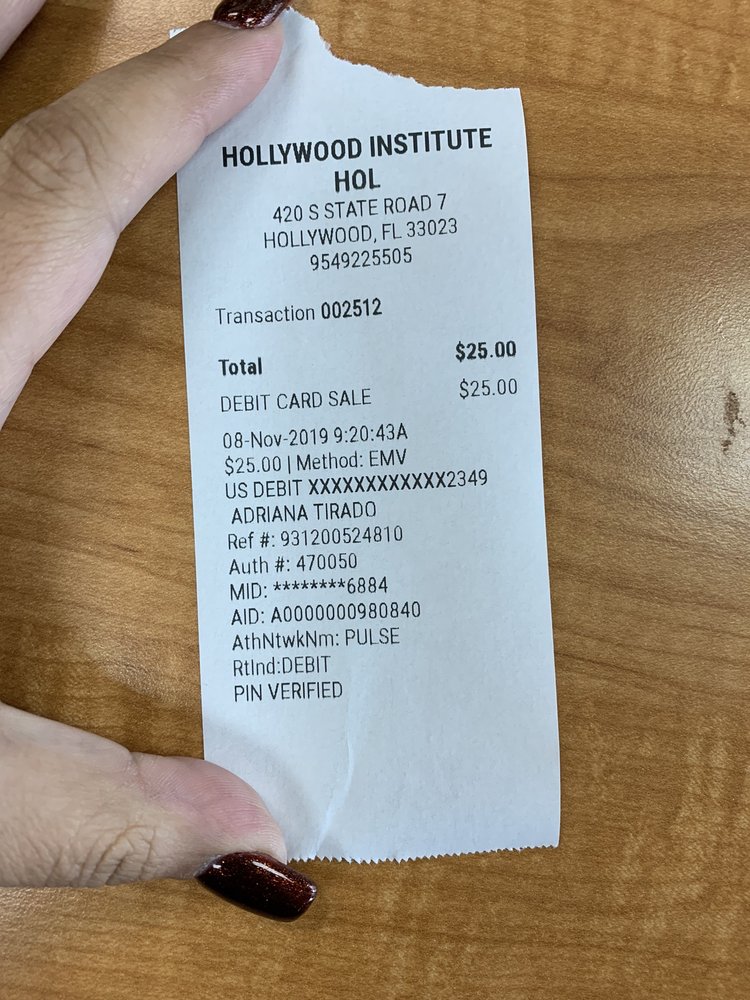 HOLLYWOOD INSTITUTE
HOL
420 S STATE ROAD 7
HOLLYWOOD, FL 33023
9549225505
Transaction 002512
Total $25.00
DEBIT CARD SALE $25.00
08-Nov-2019 9:20:43A
$25.00 | Method: EMV
US DEBIT XXXXXXXXXXXX2349
ADRIANA TIRADO
Ref #: 931200524810
Auth #: 470050
MID: ********6884
AID: A0000000980840
AthNtwkNm: PULSE
RtInd:DEBIT
PIN VERIFIED